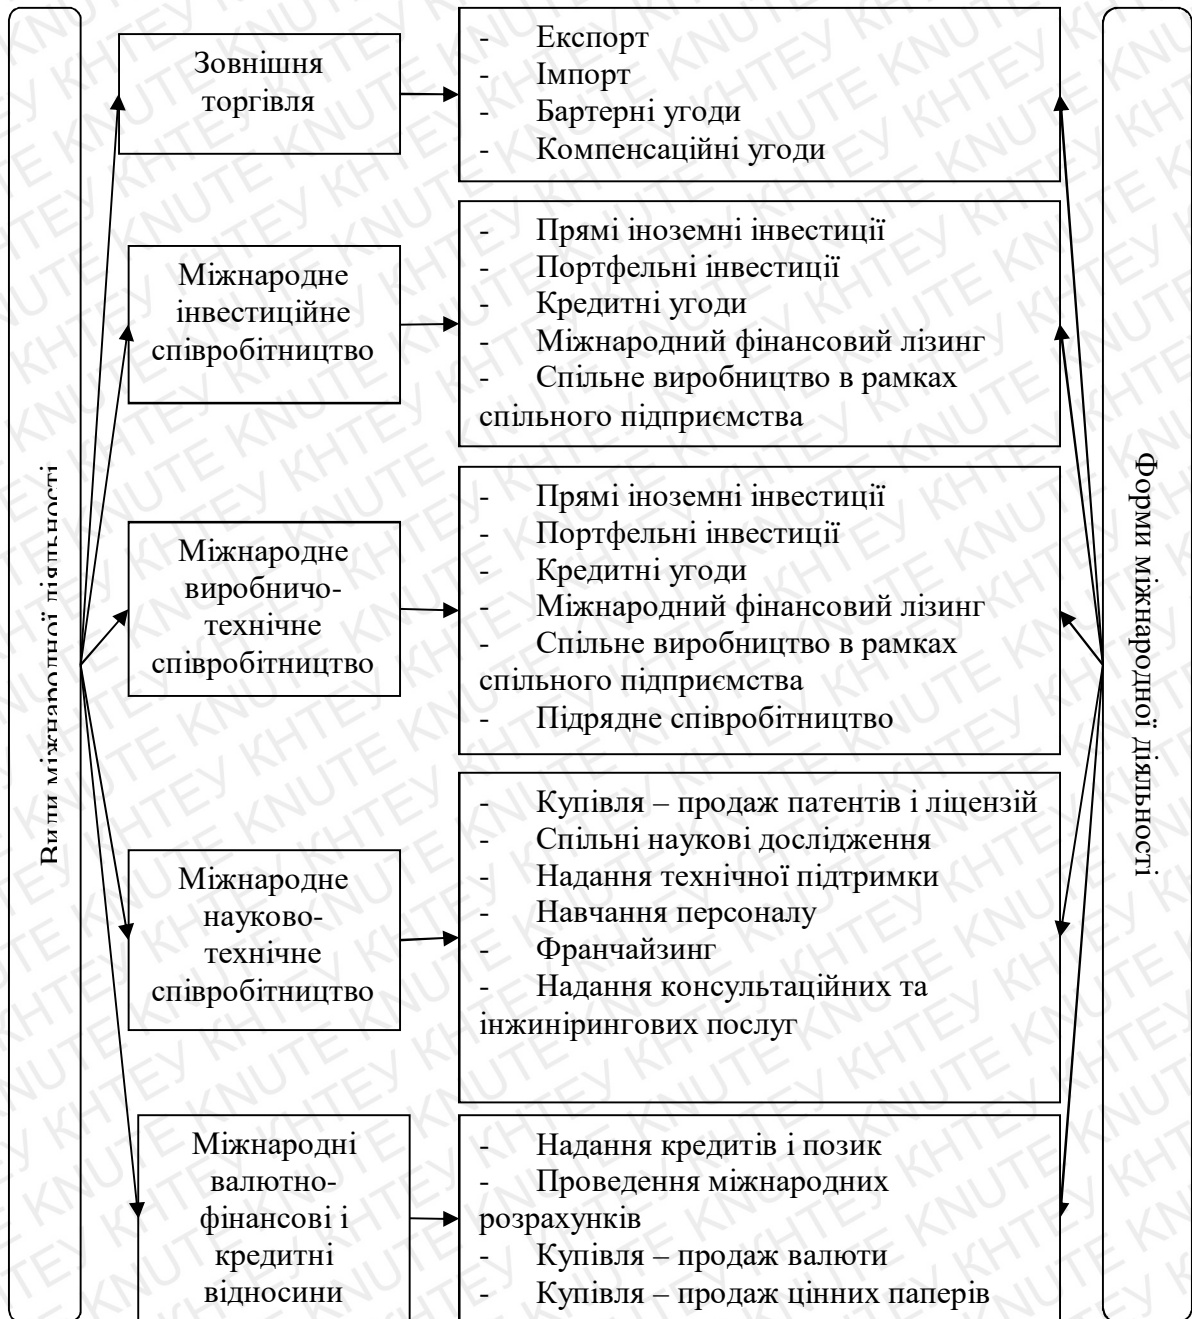 Види міжнародної діяльності
Зовнішня
торгівля
- Експорт
- Імпорт
- Бартерні угоди
- Компенсаційні угоди
Міжнародне
інвестиційне
співробітництво
- Прямі іноземні інвестиції
- Портфельні інвестиції
- Кредитні угоди
- Міжнародний фінансовий лізинг
- Спільне виробництво в рамках
спільного підприємства
Міжнародне
виробничо-
технічне
співробітництво
- Прямі іноземні інвестиції
- Портфельні інвестиції
- Кредитні угоди
- Міжнародний фінансовий лізинг
- Спільне виробництво в рамках
спільного підприємства
- Підрядне співробітництво
Міжнародне
науково-
технічне
співробітництво
- Купівля – продаж патентів і ліцензій
- Спільні наукові дослідження
- Надання технічної підтримки
- Навчання персоналу
- Франчайзинг
- Надання консультаційних та
інжинірингових послуг
Міжнародні
валютно-
фінансові і
кредитні
відносини
- Надання кредитів і позик
- Проведення міжнародних
розрахунків
- Купівля – продаж валюти
- Купівля – продаж цінних паперів
Форми міжнародної діяльності